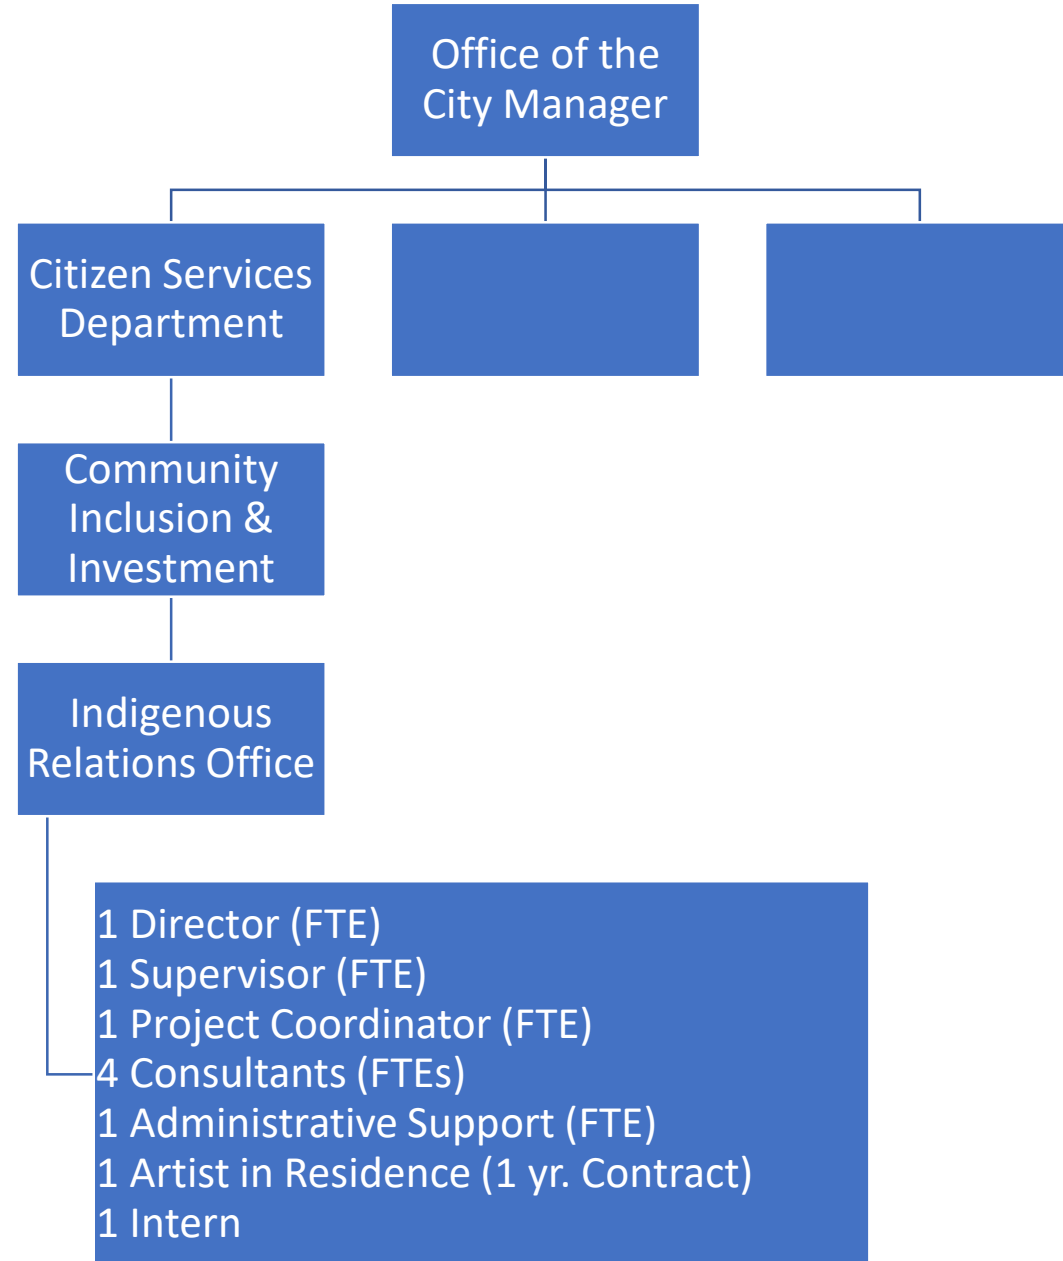 Office of the
City Manager
Citizen Services
Department
Community
Inclusion &
Investment
Indigenous
Relations Office
1 Director (FTE)
1 Supervisor (FTE)
1 Project Coordinator (FTE)
4 Consultants (FTEs)
1 Administrative Support (FTE)
1 Artist in Residence (1 yr. Contract)
1 Intern